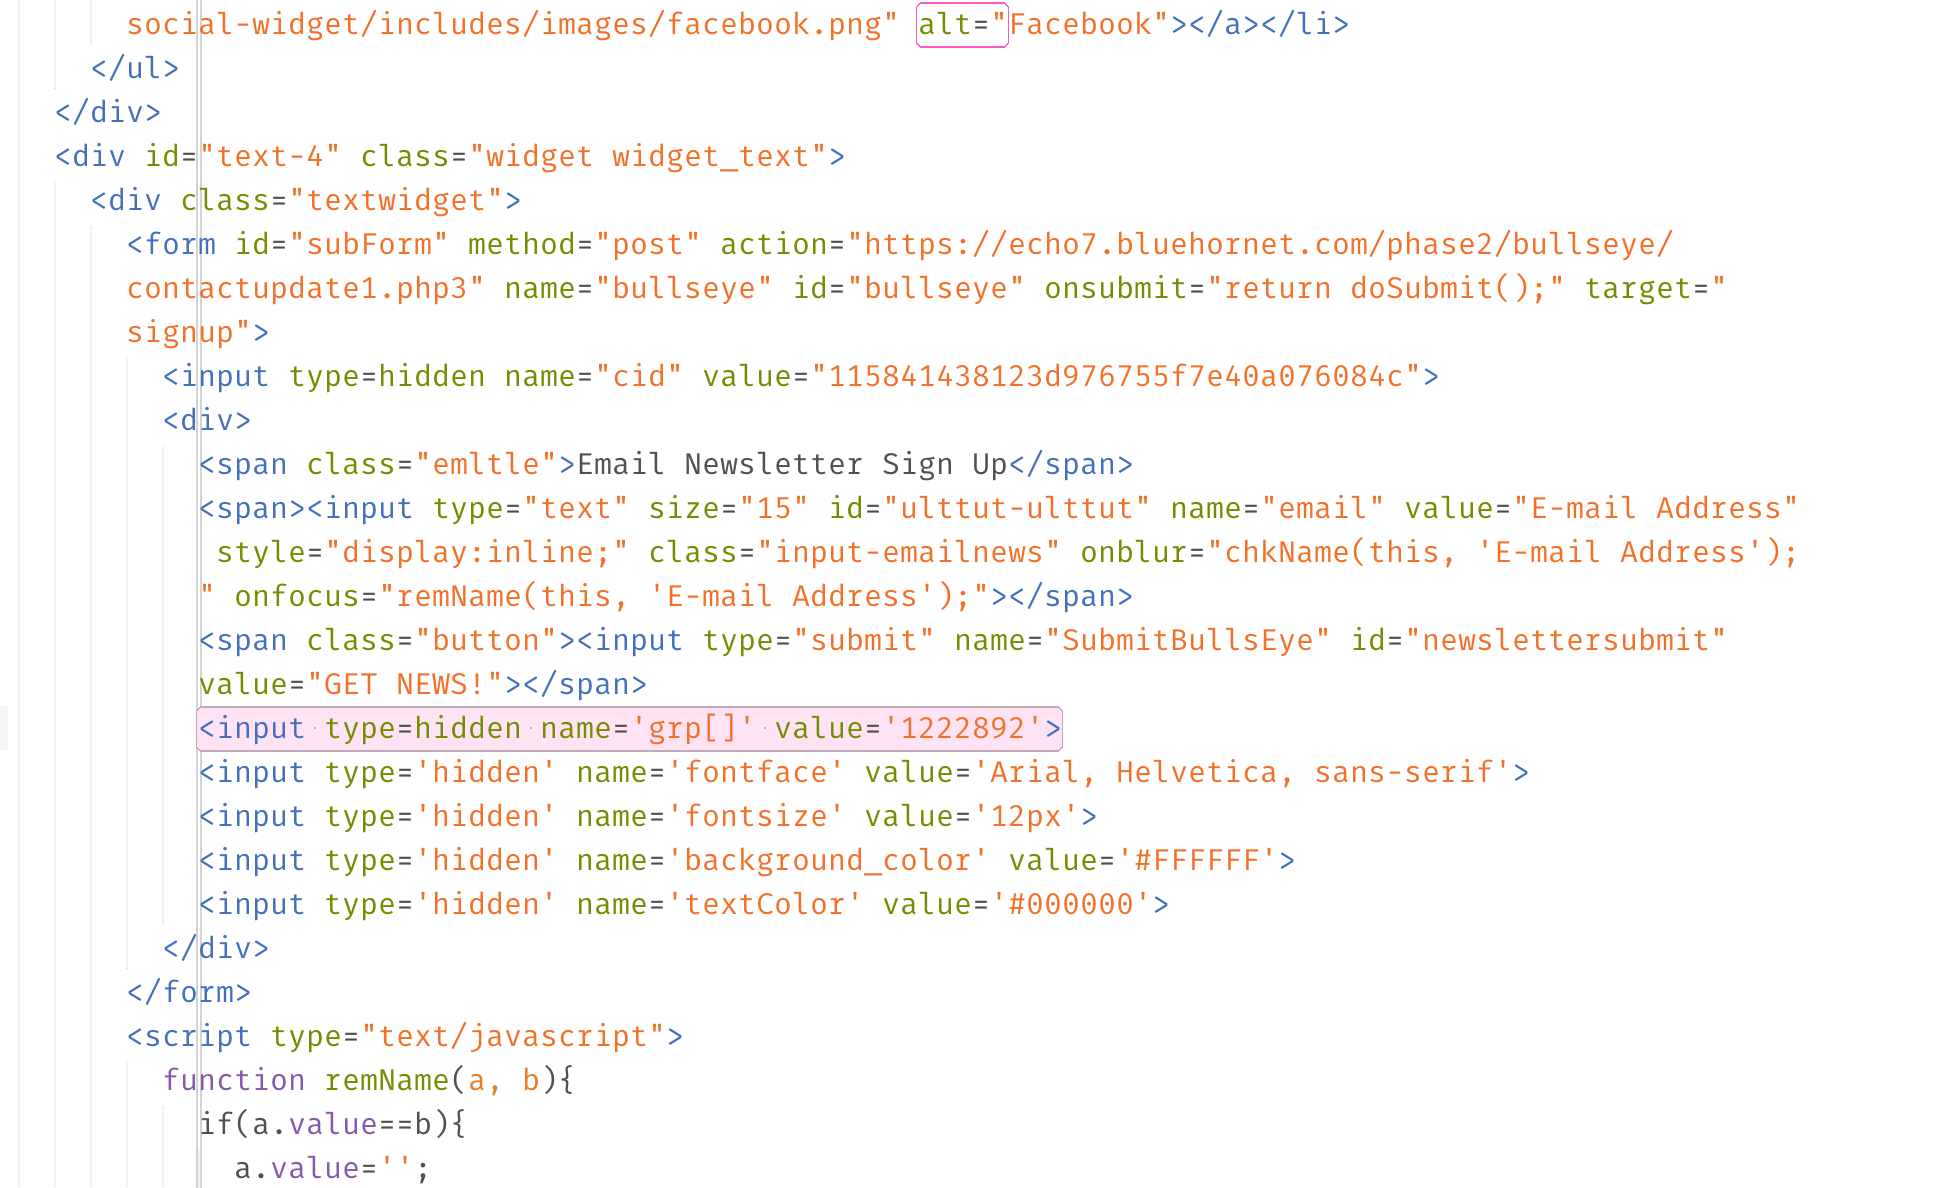 social-widget/includes/images/facebook.png" alt="Facebook"></a></li>
</ul>
</div>
<div id="text-4" class="widget widget_text">
<div class="textwidget">
<form id="subForm" method="post" action="https://echo7.bluehornet.com/phase2/bullseye/
contactupdate1.php3" name="bullseye" id="bullseye" onsubmit="return doSubmit();" target="
signup">
<input type=hidden name="cid" value="115841438123d976755f7e40a076084c">
<div>
<span class="emltle">Email Newsletter Sign Up</span>
<span><input type="text" size="15" id="ulttut-ulttut" name="email" value="E-mail Address"
style="display:inline;" class="input-emailnews" onblur="chkName(this, 'E-mail Address');
" onfocus="remName(this, 'E-mail Address');"></span>
<span class="button"><input type="submit" name="SubmitBullsEye" id="newslettersubmit"
value="GET NEWS!"></span>
<input type=hidden name='grp[]' value='1222892'>
<input type='hidden' name='fontface' value='Arial, Helvetica, sans-serif'>
<input type='hidden' name='fontsize' value='12px'>
<input type='hidden' name='background_color' value='#FFFFFF'>
<input type='hidden' name='textColor' value='#000000'>
</div>
</form>
<script type="text/javascript">
function remName(a, b){
if(a.value==b){
a.value='';